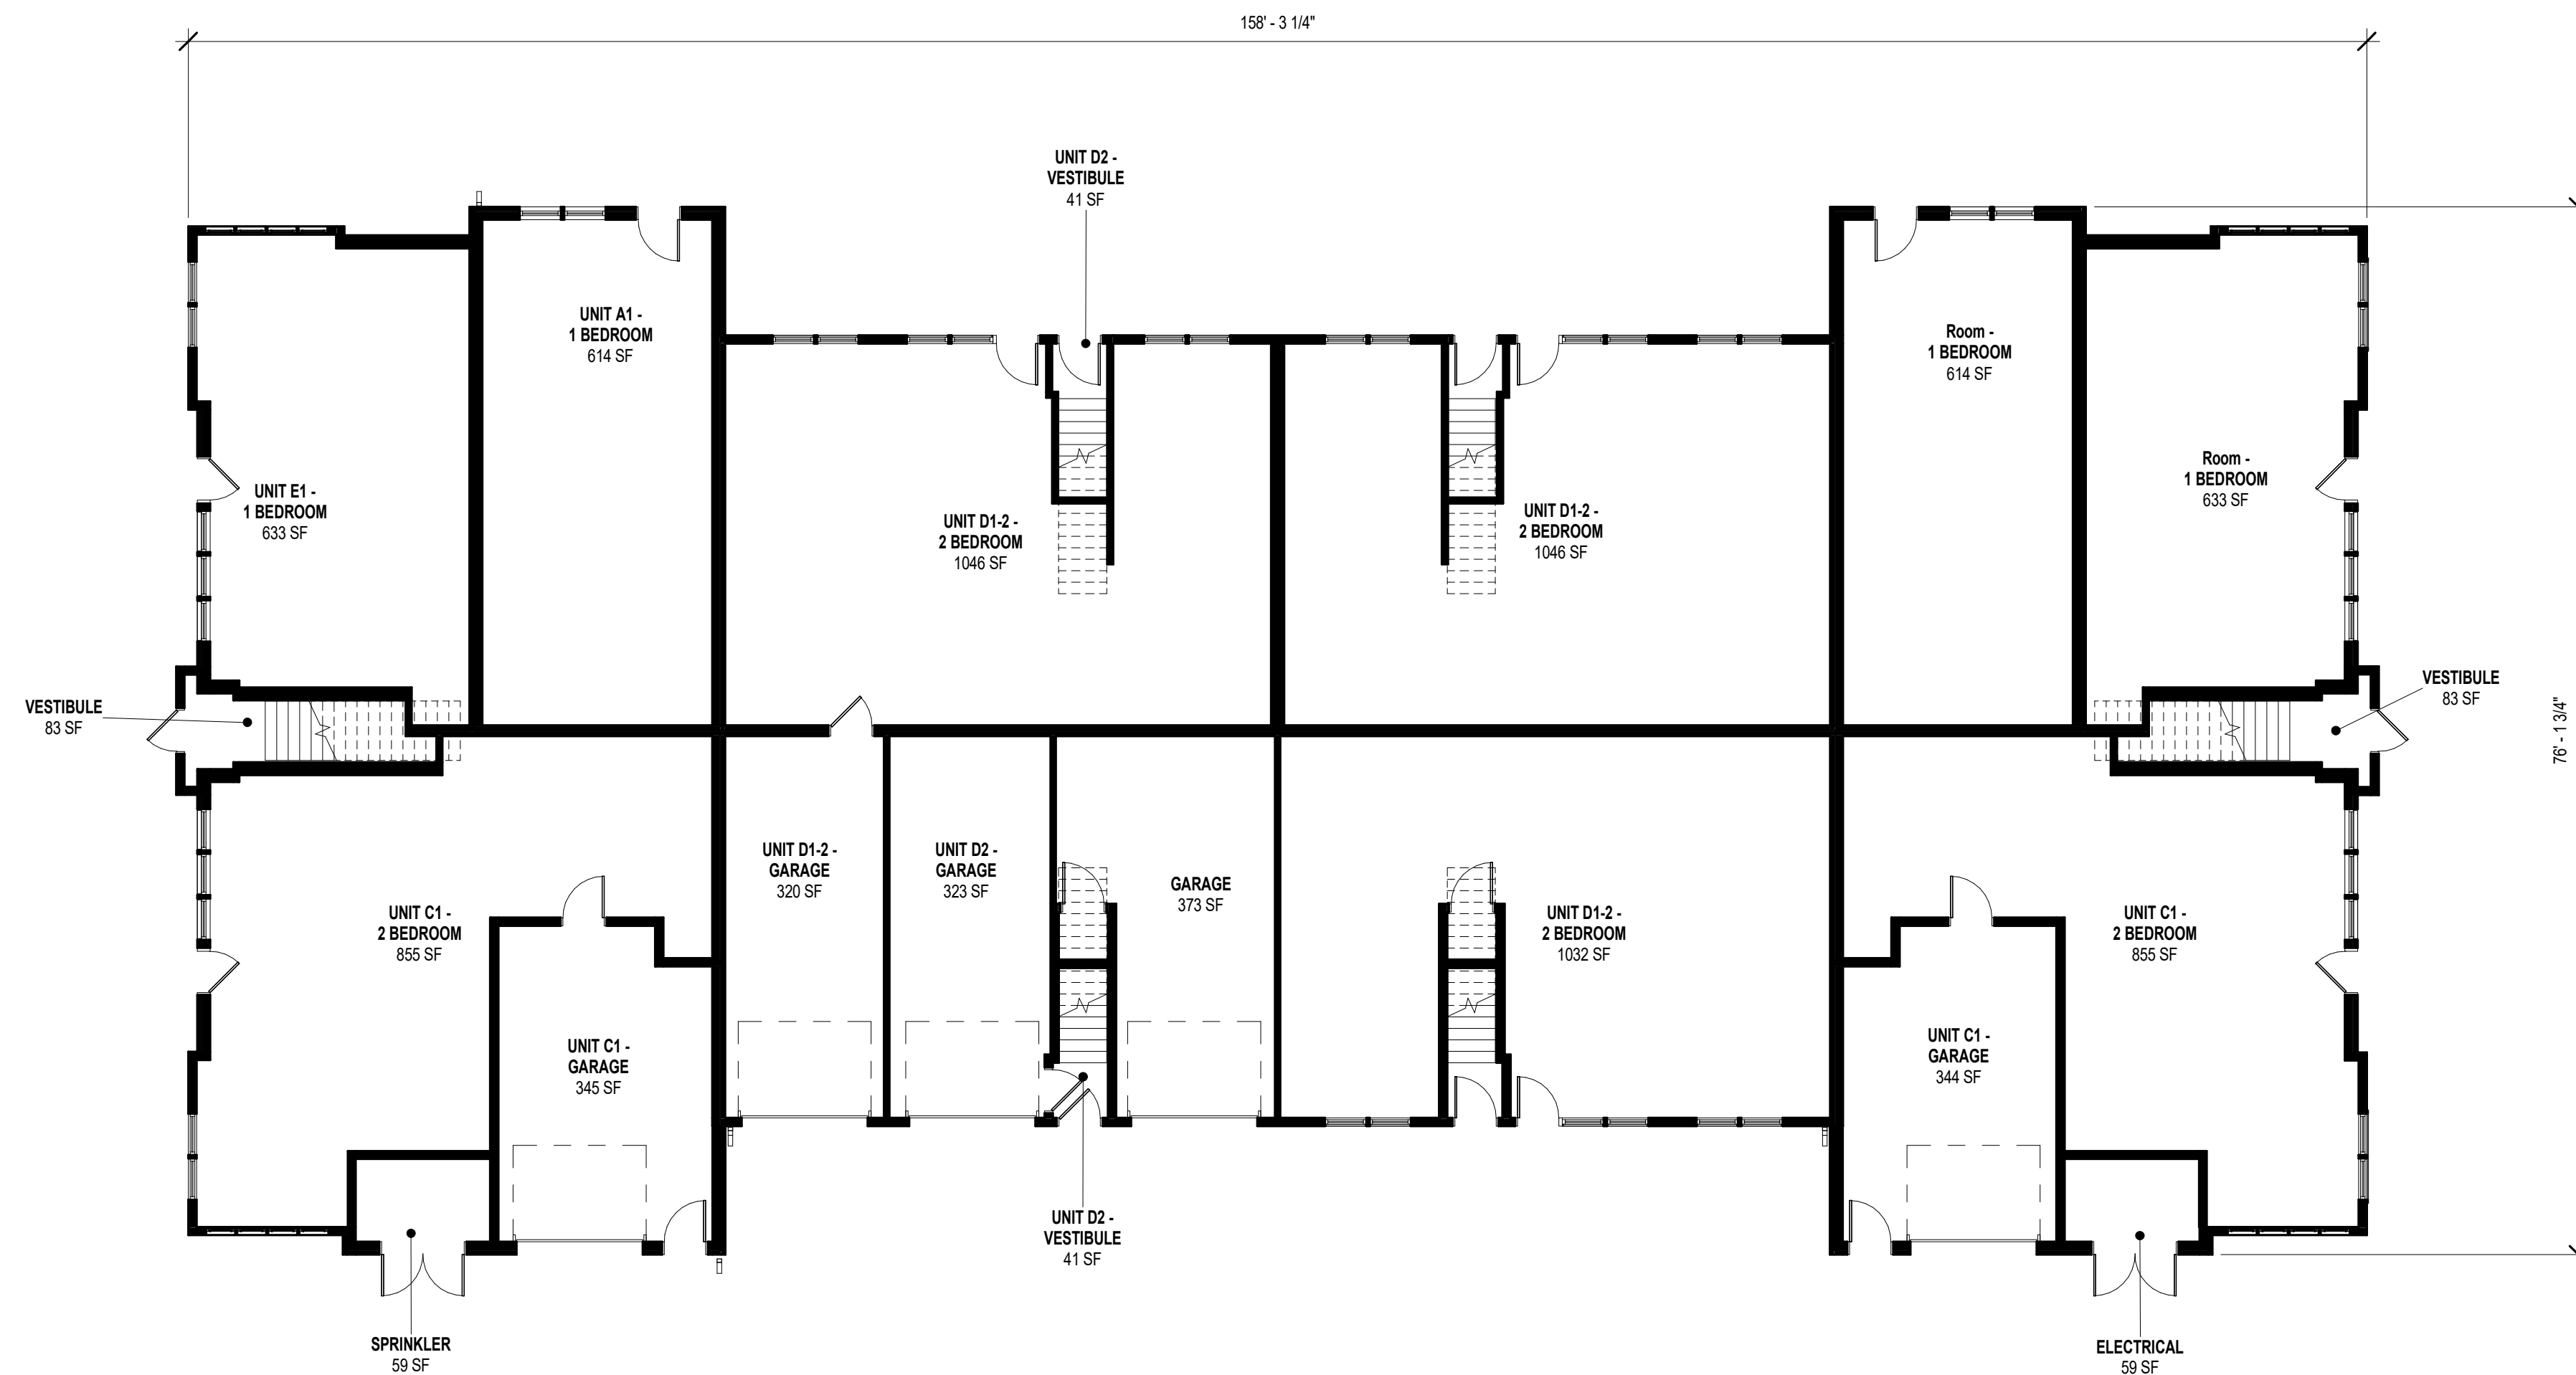 158' - 3 1/4"
UNIT D2 -
VESTIBULE
41 SF
UNIT A1 -
1 BEDROOM
614 SF
Room -
1 BEDROOM
614 SF
UNIT E1 -
1 BEDROOM
633 SF
UNIT D1-2 -
2 BEDROOM
1046 SF
UNIT D1-2 -
2 BEDROOM
1046 SF
Room -
1 BEDROOM
633 SF
VESTIBULE
83 SF
VESTIBULE
83 SF
76' - 1 3/4"
UNIT C1 -
2 BEDROOM
855 SF
UNIT D1-2 -
GARAGE
320 SF
UNIT D2 -
GARAGE
323 SF
GARAGE
373 SF
UNIT D1-2 -
2 BEDROOM
1032 SF
UNIT C1 -
2 BEDROOM
855 SF
UNIT C1 -
GARAGE
345 SF
UNIT C1 -
GARAGE
344 SF
UNIT D2 -
VESTIBULE
41 SF
SPRINKLER
59 SF
ELECTRICAL
59 SF